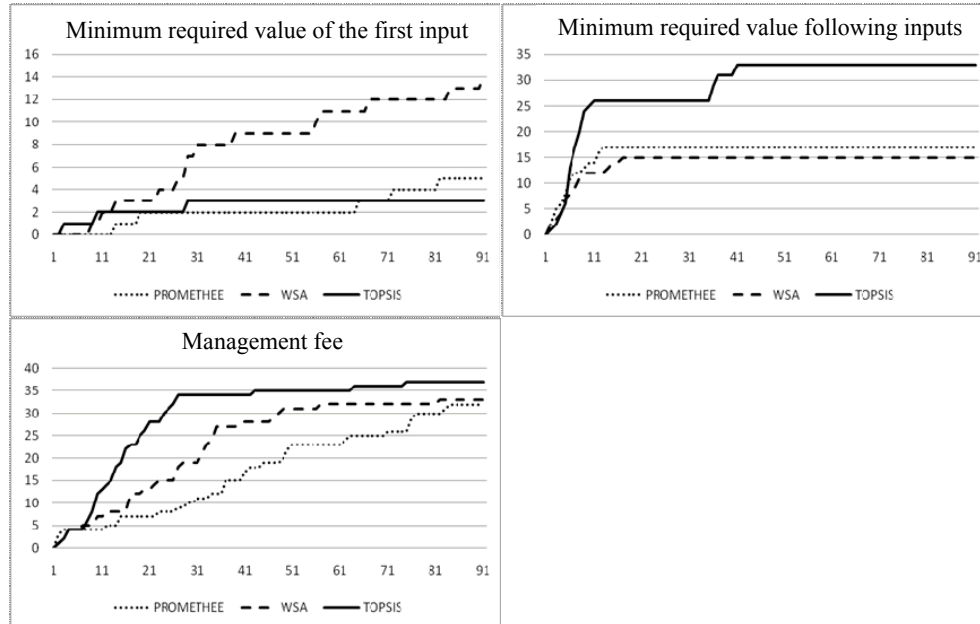 Minimum required value of the first input
16
14
12
10
8
6
4
2
0
1 11 21 31 41 51 61 71 81 91
PROMETHEE WSA TOPSIS
Minimum required value following inputs
35
30
25
20
15
10
5
0
1 11 21 31 41 51 61 71 81 91
PROMETHEE WSA TOPSIS
Management fee
40
35
30
25
20
15
10
5
0
1 11 21 31 41 51 61 71 81 91
PROMETHEE WSA TOPSIS